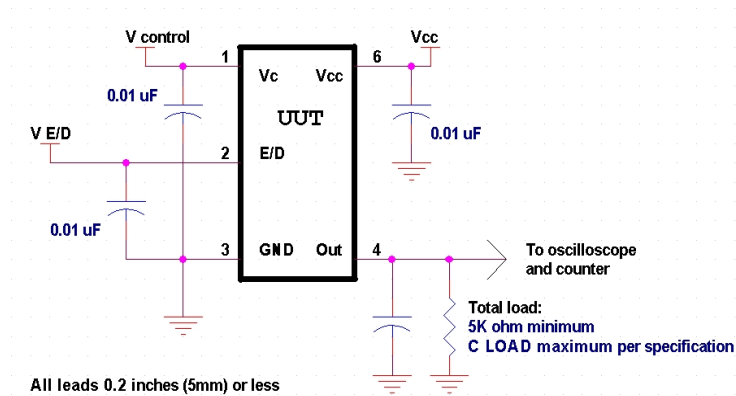 V control
1
6
Vcc
Vc
Vcc
0.01 uF
UUT
0.01 uF
V E/D
2
E/D
0.01 uF
3
GND
Out
4
To oscilloscope
and counter
Total load:
5K ohm minimum
C LOAD maximum per specification
All leads 0.2 inches (5mm) or less